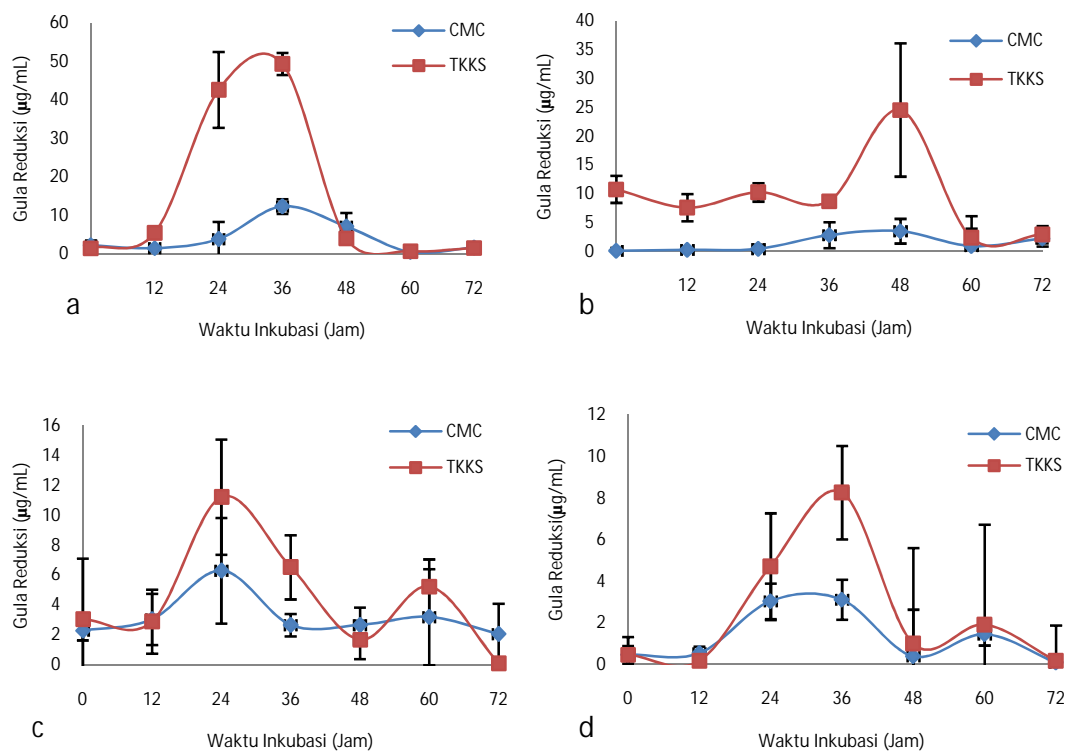 60
50
40
30
20
10
0
Gula Reduksi (µg/mL)
CMC
TKKS
12 24 36 48 60 72
Waktu Inkubasi (Jam)
a
40
35
30
25
20
15
10
5
0
Gula Reduksi (µg/mL)
CMC
TKKS
12 24 36 48 60 72
Waktu Inkubasi (Jam)
b
16
14
12
10
8
6
4
2
0
Gula Reduksi (µg/mL)
CMC
TKKS
0 12 24 36 48 60 72
Waktu Inkubasi (Jam)
c
12
10
8
6
4
2
0
Gula Reduksi(µg/mL)
CMC
TKKS
0 12 24 36 48 60 72
Waktu Inkubasi (Jam)
d